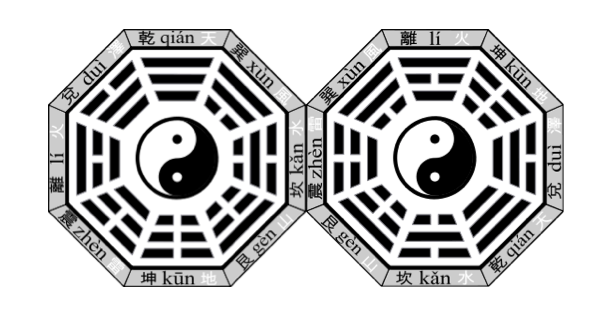 乾 qián 天
巽 xùn 風
坎 kǎn 水
艮 gèn 山
坤 kūn 地
震 zhèn 雷
離 lí 火
兌 duì 澤
離 lí 火
坤 kūn 地
兌 duì 澤
乾 qián 天
坎 kǎn 水
艮 gèn 山
震 zhèn 雷
巽 xùn 風